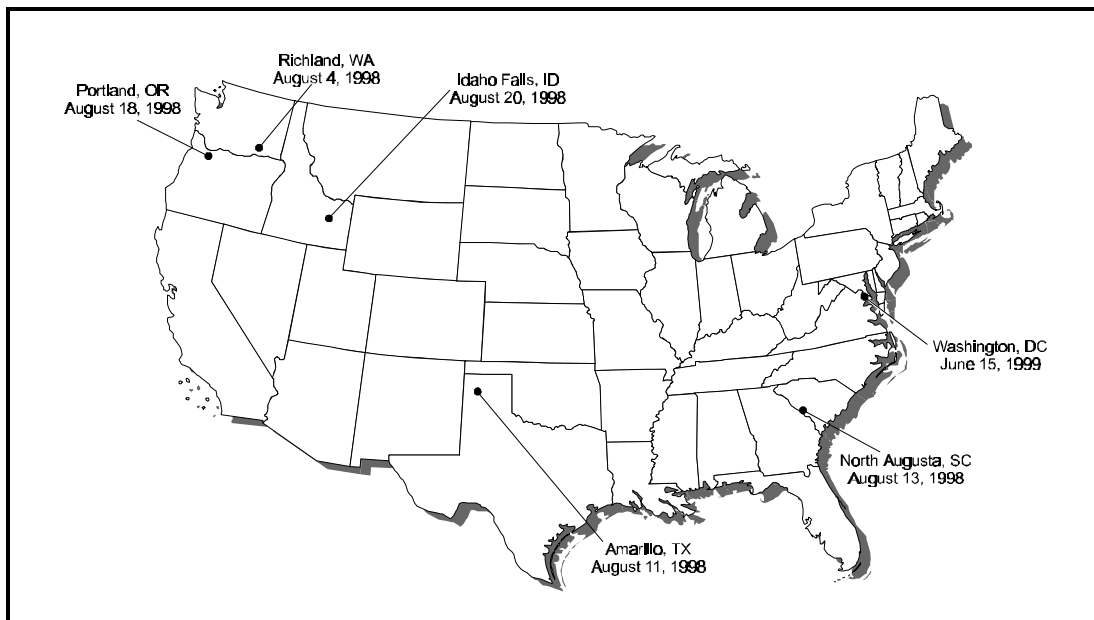 Richland, WA
August 4, 1998
Idaho Falls, ID
August 20, 1998
Portland, OR
August 18, 1998
Washington, DC
June 15, 1999
North Augusta, SC
August 13, 1998
Amarillo, TX
August 11, 1998